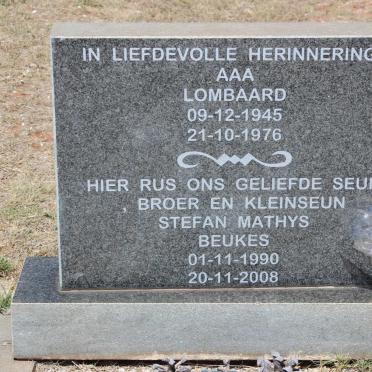 IN LIEFDEVOLLE HERINNERING
AAA
LOMBAARD
09-12-1945
21-10-1976
HIER RUS ONS GELIEFDE SEUN
BROER EN KLEINSEUN
STEFAN MATHYS
BEUKES
01-11-1990
20-11-2008